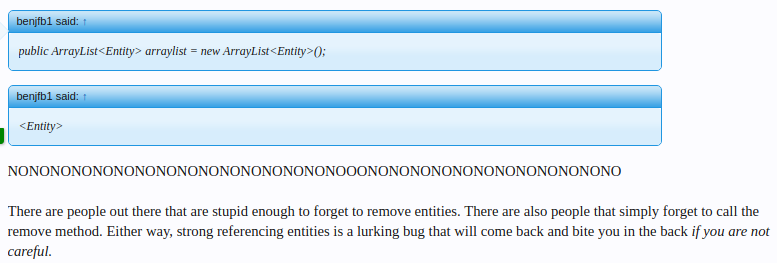 benjfb1 said: ↑
public ArrayList<Entity> arraylist = new ArrayList<Entity>();
benjfb1 said: ↑
<Entity>
NONONONONONONONONONONONONONONONOOONONONONONONONONONONONONO
There are people out there that are stupid enough to forget to remove entities. There are also people that simply forget to call the
remove method. Either way, strong referencing entities is a lurking bug that will come back and bite you in the back if you are not
careful.